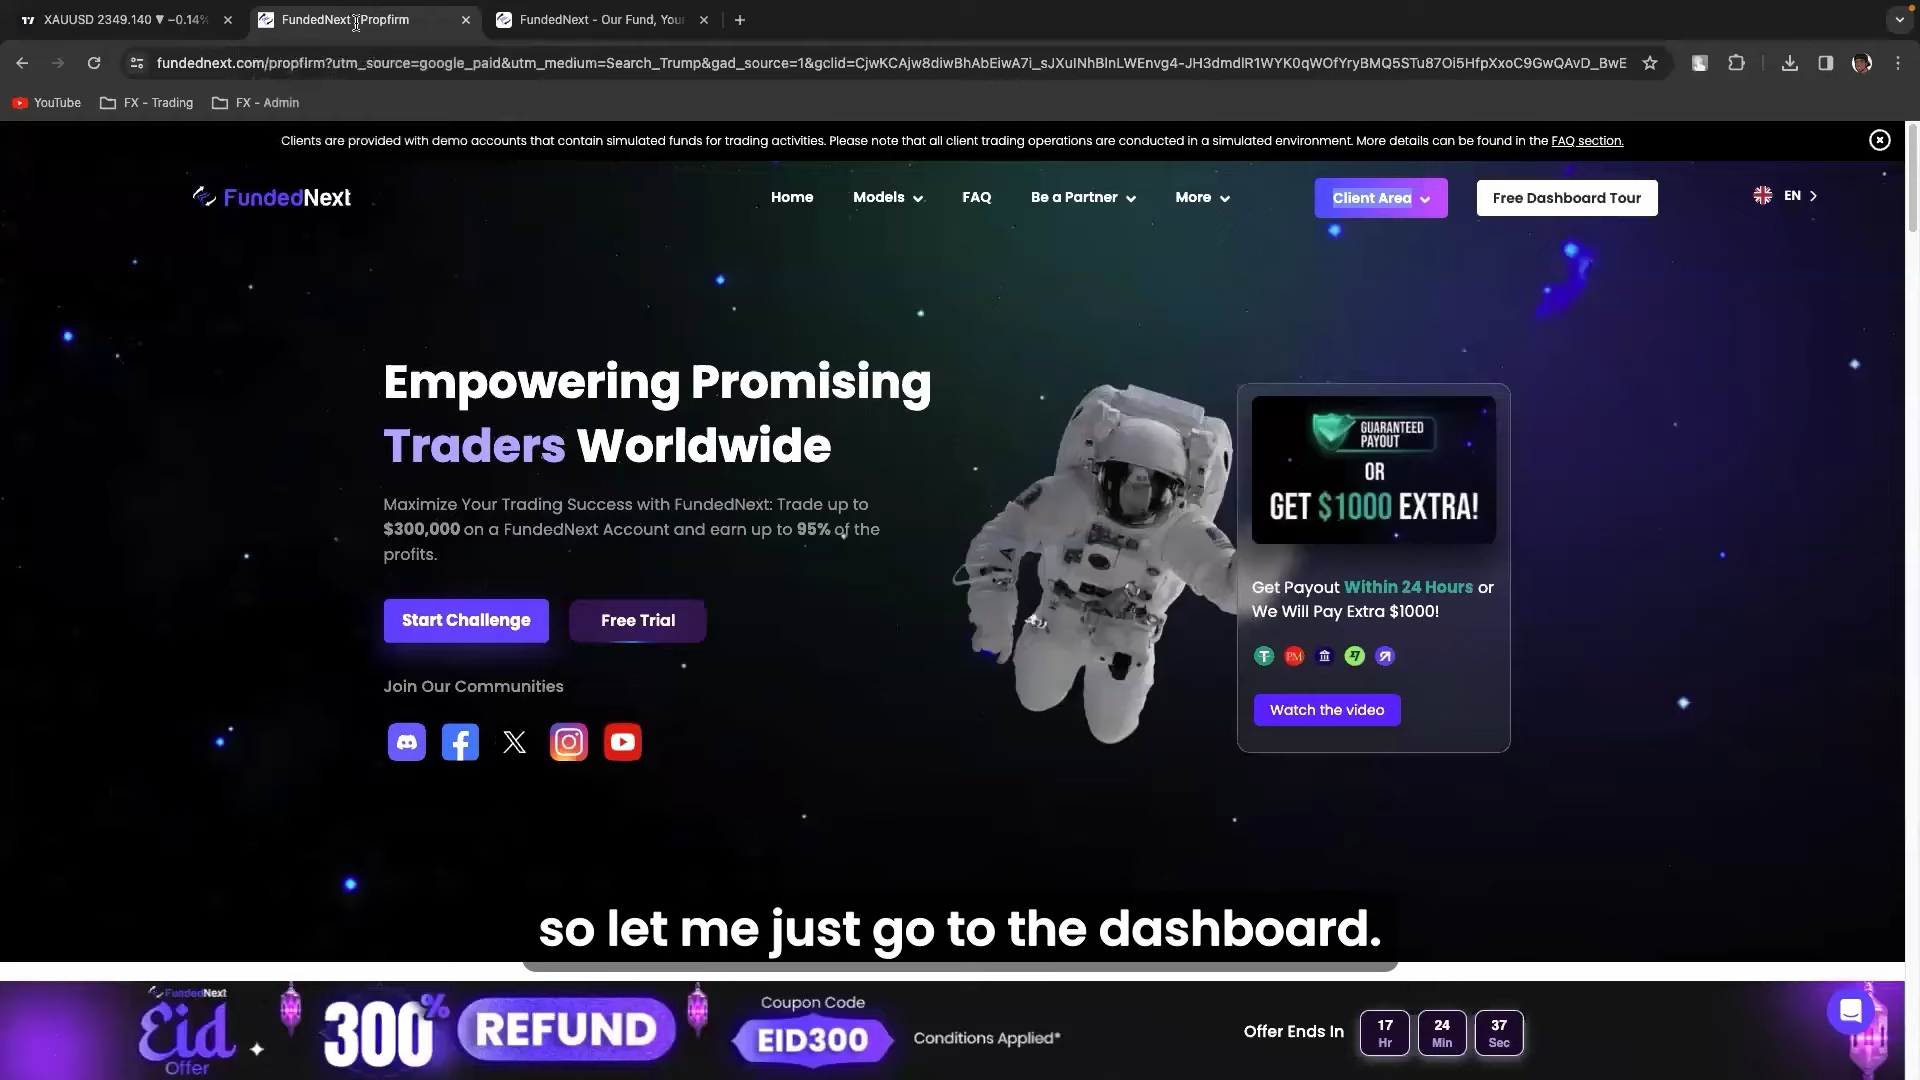 XAUUSD 2349.140 ▼ −0.14%
FundedNext | Propfirm
FundedNext - Our Fund, Your
fundednext.com/propfirm?utm_source=google_paid&utm_medium=Search_Trump&gad_source=1&gclid=CjwKCAjw8diwBhAbEiwA7i_sJXuINhBlnLWEnvg4-JH3dmdlR1WYK0qWOfYryBMQ5STu87Oi5HfpXxoC9GwQAvD_BwE
YouTube
FX - Trading
FX - Admin
Clients are provided with demo accounts that contain simulated funds for trading activities. Please note that all client trading operations are conducted in a simulated environment. More details can be found in the FAQ section.
FundedNext
Home
Models
FAQ
Be a Partner
More
Client Area
Free Dashboard Tour
EN
Empowering Promising
Traders Worldwide
Maximize Your Trading Success with FundedNext: Trade up to
$300,000 on a FundedNext Account and earn up to 95% of the
profits.
Start Challenge
Free Trial
Join Our Communities
GUARANTEED
PAYOUT
OR
GET $1000 EXTRA!
Get Payout Within 24 Hours or
We Will Pay Extra $1000!
PM
Watch the video
so let me just go to the dashboard.
FundedNext
Eid
Offer
300% REFUND
Coupon Code
EID300
Conditions Applied*
Offer Ends In
17
Hr
24
Min
37
Sec